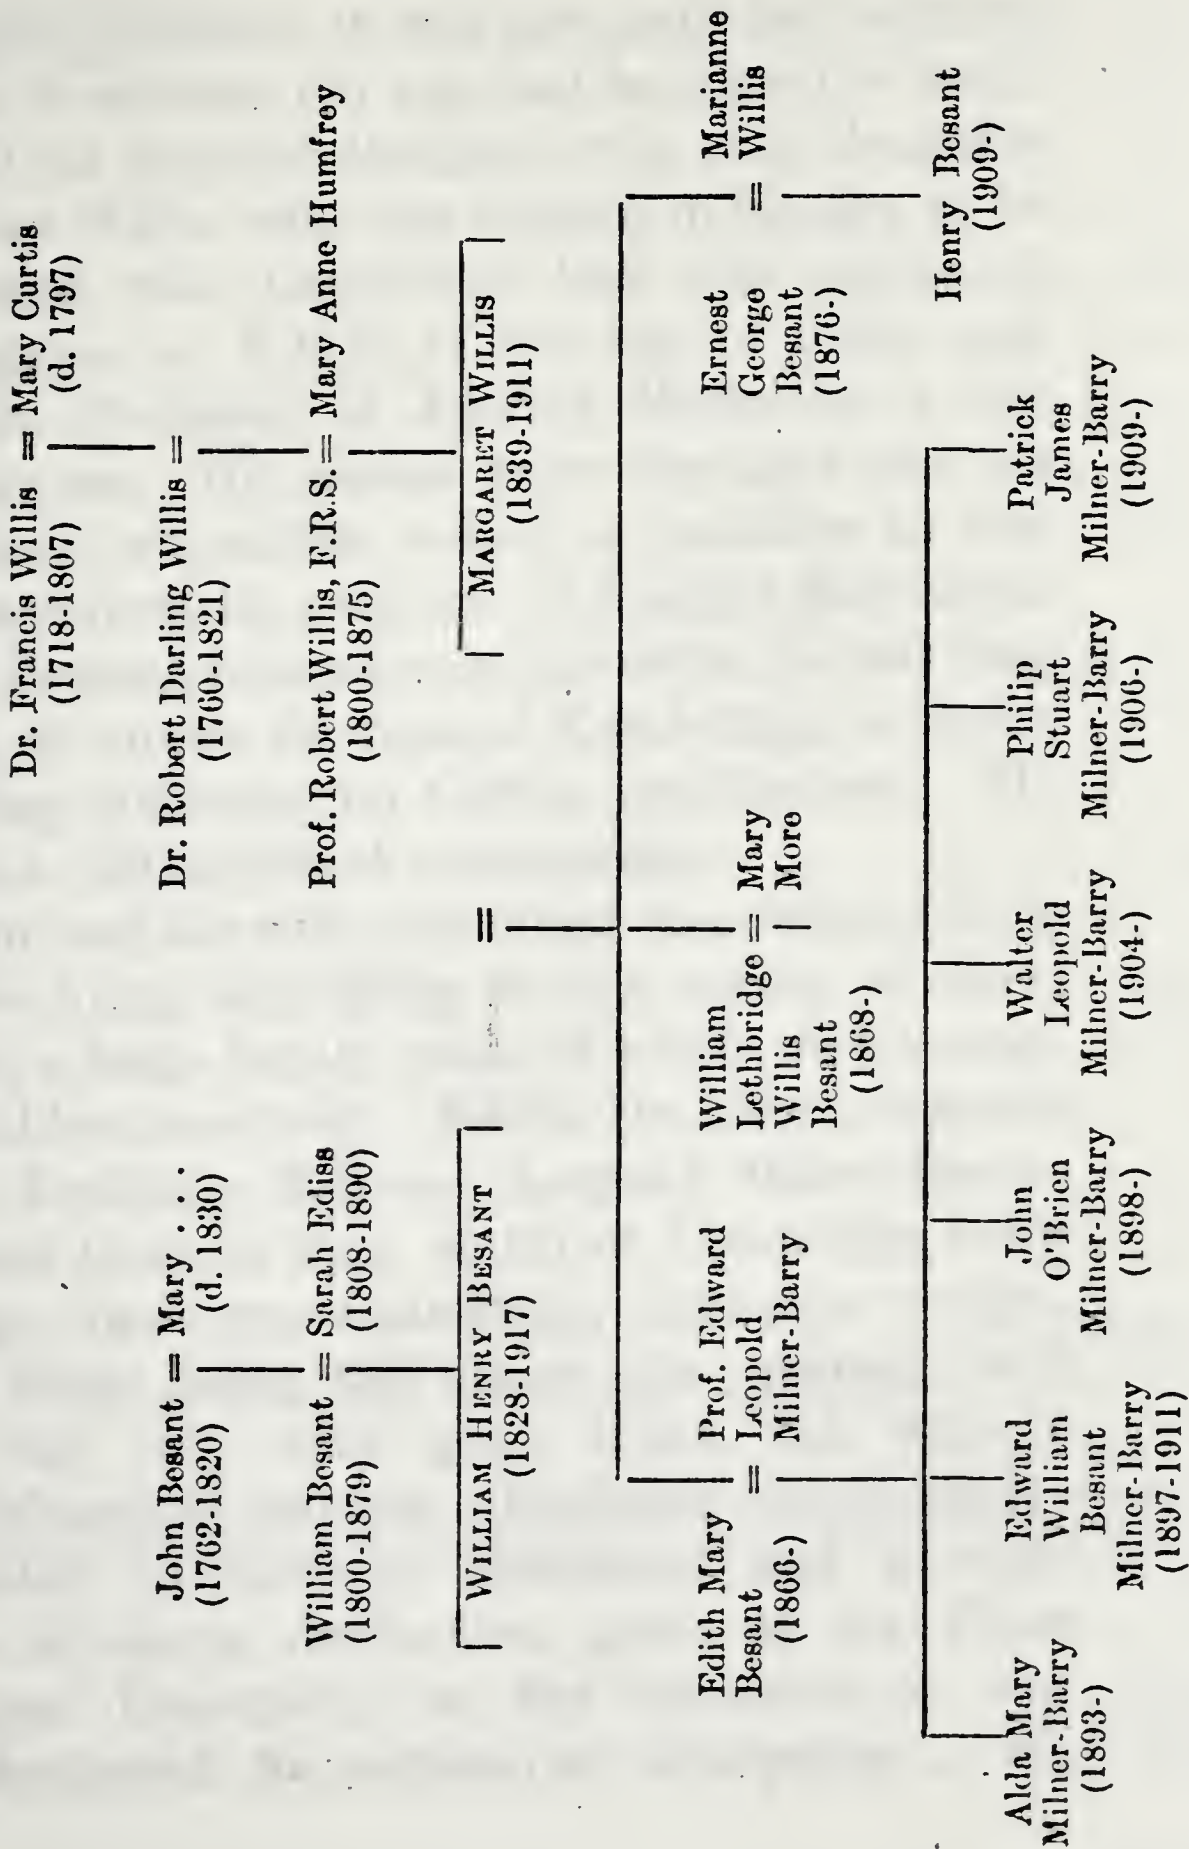 Dr. Francis Willis = Mary Curtis
(1718-1807) (d. 1797)
John Besant = Mary . . . .
(1762-1820) (d. 1830)
Dr. Robert Darling Willis =
(1760-1821)
William Besant = Sarah Ediss
(1800-1879) (1808-1890)
Prof. Robert Willis, F.R.S. = Mary Anne Humfrey
(1800-1875)
WILLIAM HENRY BESANT
(1828-1917)
=
MARGARET WILLIS
(1839-1911)
Edith Mary
Besant
(1866-)
=
Prof. Edward
Leopold
Milner-Barry
William
Lethbridge
Willis
Besant
(1868-)
=
Mary
More
Ernest
George
Besant
(1876-)
=
Marianne
Willis
Alda Mary
Milner-Barry
(1893-)
Edward
William
Besant
Milner-Barry
(1897-1911)
John
O'Brien
Milner-Barry
(1898-)
Walter
Leopold
Milner-Barry
(1904-)
Philip
Stuart
Milner-Barry
(1906-)
Patrick
James
Milner-Barry
(1909-)
Henry Besant
(1909-)